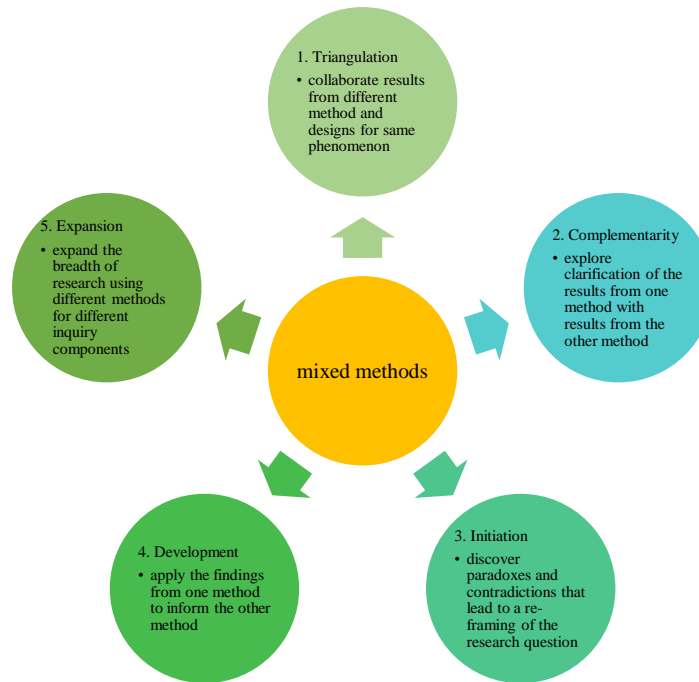 1. Triangulation
• collaborate results
from different
method and
designs for same
phenomenon
2. Complementarity
• explore
clarification of the
results from one
method with
results from the
other method
3. Initiation
• discover
paradoxes and
contradictions that
lead to a re-
framing of the
research question
4. Development
• apply the findings
from one method
to inform the other
method
5. Expansion
• expand the
breadth of
research using
different methods
for different
inquiry
components
mixed methods